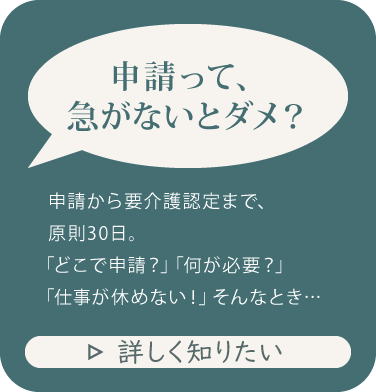 申請って、
急がないとダメ？
申請から要介護認定まで、
原則30日。
「どこで申請？」「何が必要？」
「仕事が休めない！」そんなとき…
▷ 詳しく知りたい